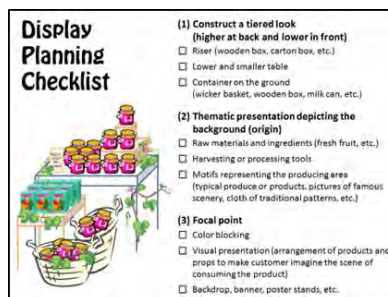 Display
Planning
Checklist
(1) Construct a tiered look
(higher at back and lower in front)
☐ Riser (wooden box, carton box, etc.)
☐ Lower and smaller table
☐ Container on the ground
(wicker basket, wooden box, milk can, etc.)
(2) Thematic presentation depicting the
background (origin)
☐ Raw materials and ingredients (fresh fruit, etc.)
☐ Harvesting or processing tools
☐ Motifs representing the producing area
(typical produce or products, pictures of famous
scenery, cloth of traditional patterns, etc.)
(3) Focal point
☐ Color blocking
☐ Visual presentation (arrangement of products and
props to make customer imagine the scene of
consuming the product)
☐ Backdrop, banner, poster stands, etc.